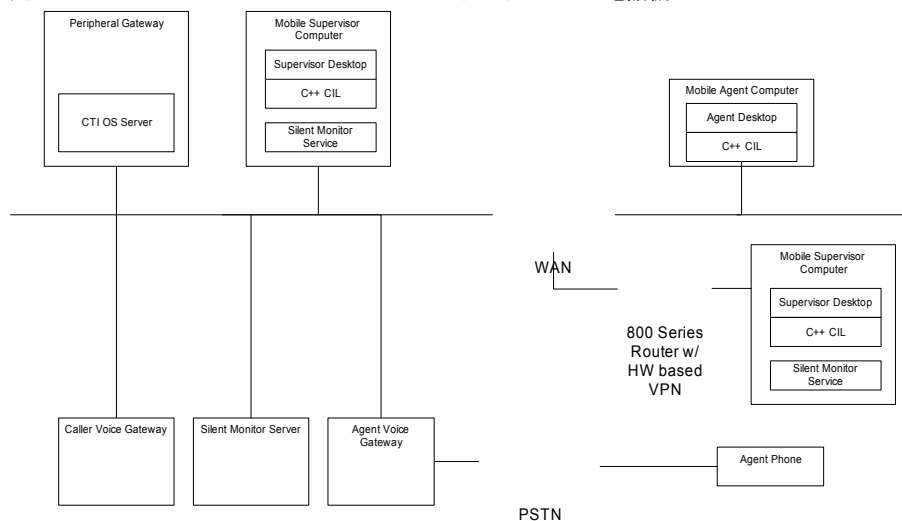 Peripheral Gateway
CTI OS Server
Mobile Supervisor
Computer
Supervisor Desktop
C++ CIL
Silent Monitor
Service
Mobile Agent Computer
Agent Desktop
C++ CIL
WAN
800 Series
Router w/
HW based
VPN
Mobile Supervisor
Computer
Supervisor Desktop
C++ CIL
Silent Monitor
Service
Caller Voice Gateway
Silent Monitor Server
Agent Voice
Gateway
Agent Phone
PSTN